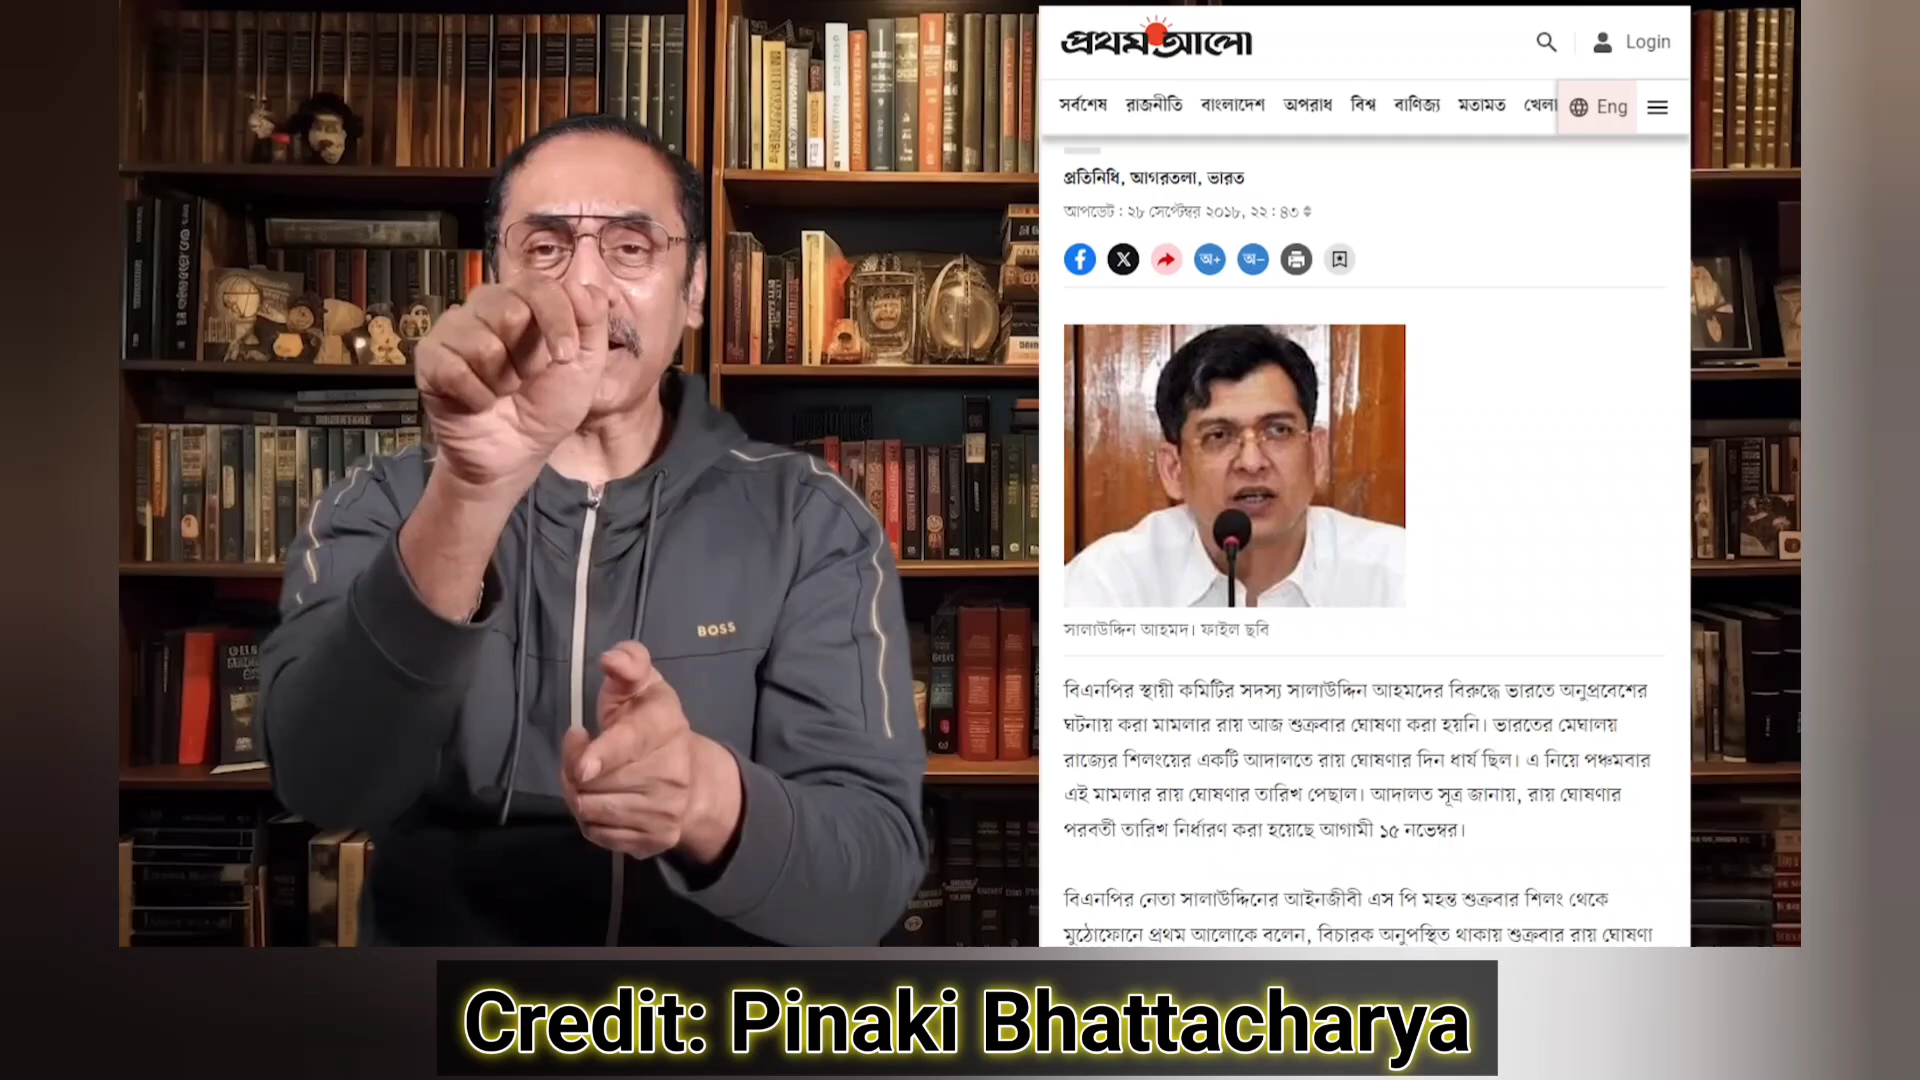 প্রথম আলো
Login
সর্বশেষ রাজনীতি বাংলাদেশ অপরাধ বিশ্ব বাণিজ্য মতামত খেলা Eng
প্রতিনিধি, আগরতলা, ভারত
আপডেট : ২৮ সেপ্টেম্বর ২০১৮, ২২ : ৪৩
অ+ অ−
সালাউদ্দিন আহমদ। ফাইল ছবি
বিএনপির স্থায়ী কমিটির সদস্য সালাউদ্দিন আহমদের বিরুদ্ধে ভারতে অনুপ্রবেশের
ঘটনায় করা মামলার রায় আজ শুক্রবার ঘোষণা করা হয়নি। ভারতের মেঘালয়
রাজ্যের শিলংয়ের একটি আদালতে রায় ঘোষণার দিন ধার্য ছিল। এ নিয়ে পঞ্চমবার
এই মামলার রায় ঘোষণার তারিখ পেছাল। আদালত সূত্র জানায়, রায় ঘোষণার
পরবর্তী তারিখ নির্ধারণ করা হয়েছে আগামী ১৫ নভেম্বর।
বিএনপির নেতা সালাউদ্দিনের আইনজীবী এস পি মহন্ত শুক্রবার শিলং থেকে
মুঠোফোনে প্রথম আলোকে বলেন, বিচারক অনুপস্থিত থাকায় শুক্রবার রায় ঘোষণা
BOSS
Credit: Pinaki Bhattacharya